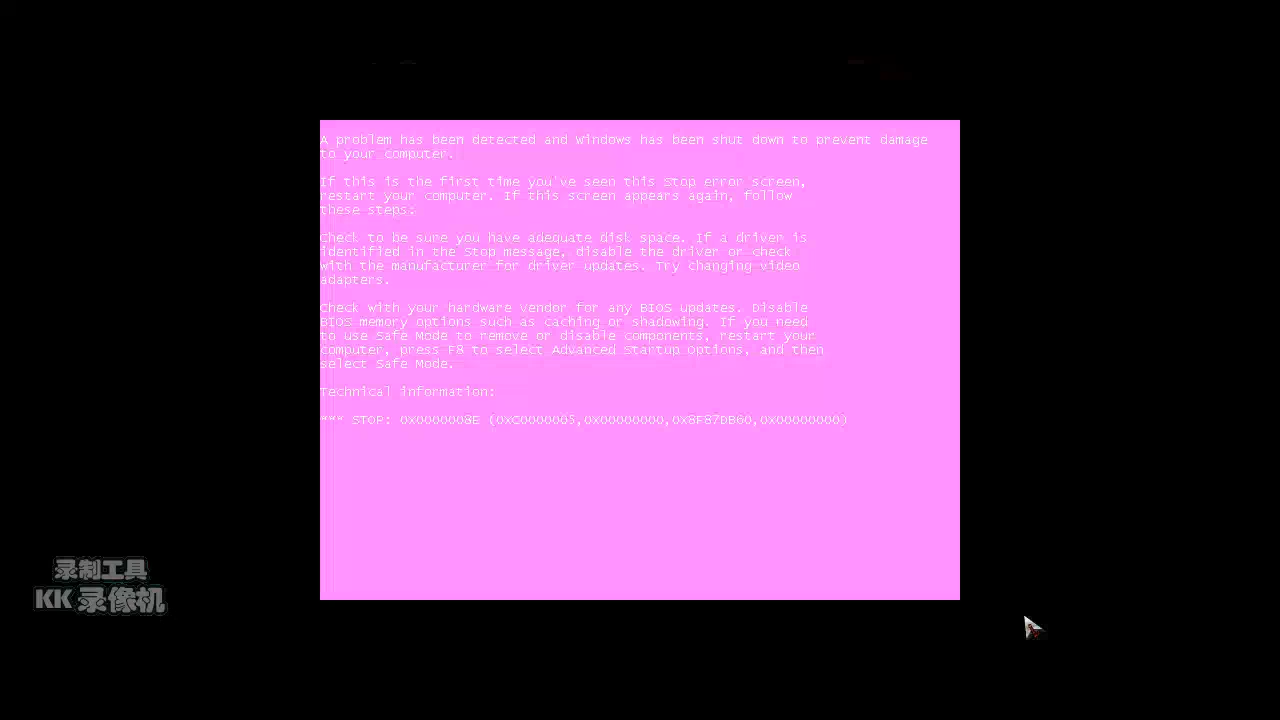 A problem has been detected and Windows has been shut down to prevent damage
to your computer.
If this is the first time you've seen this Stop error screen,
restart your computer. If this screen appears again, follow
these steps:
Check to be sure you have adequate disk space. If a driver is
identified in the Stop message, disable the driver or check
with the manufacturer for driver updates. Try changing video
adapters.
Check with your hardware vendor for any BIOS updates. Disable
BIOS memory options such as caching or shadowing. If you need
to use Safe Mode to remove or disable components, restart your
computer, press F8 to select Advanced Startup Options, and then
select Safe Mode.
Technical information:
*** STOP: 0X0000008E (0XC0000005,0X00000000,0X8F87DB60,0X00000000)
录制工具
KK 录像机